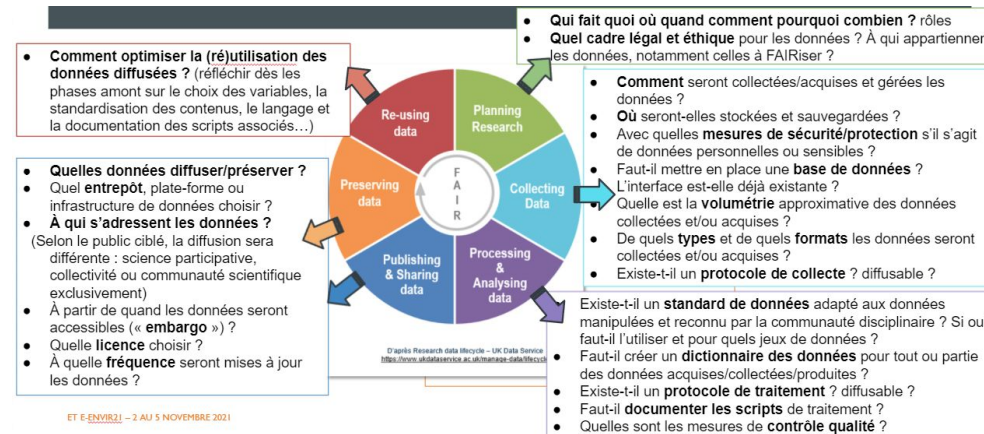 ● Qui fait quoi où quand comment pourquoi combien ? rôles
● Quel cadre légal et éthique pour les données ? À qui appartienner
les données, notamment celles à FAIRiser ?
● Comment optimiser la (ré)utilisation des
données diffusées ? (réfléchir dès les
phases amont sur le choix des variables, la
standardisation des contenus, le langage et
la documentation des scripts associés…)
● Comment seront collectées/acquises et gérées les
données ?
● Où seront-elles stockées et sauvegardées ?
● Avec quelles mesures de sécurité/protection s’il s’agit
de données personnelles ou sensibles ?
● Faut-il mettre en place une base de données ?
● L’interface est-elle déjà existante ?
● Quelle est la volumétrie approximative des données
collectées et/ou acquises ?
● De quels types et de quels formats les données seront
collectées et/ou acquises ?
● Existe-t-il un protocole de collecte ? diffusable ?
Re-using
data
Planning
Research
Preserving
data
F
A
I
R
Collecting
Data
Publishing
& Sharing
data
Processing
&
Analysing
data
● Quelles données diffuser/préserver ?
● Quel entrepôt, plate-forme ou
infrastructure de données choisir ?
● À qui s’adressent les données ?
(Selon le public ciblé, la diffusion sera
différente : science participative,
collectivité ou communauté scientifique
exclusivement)
● À partir de quand les données seront
accessibles (« embargo ») ?
● Quelle licence choisir ?
● À quelle fréquence seront mises à jour
les données ?
Existe-t-il un standard de données adapté aux données
manipulées et reconnu par la communauté disciplinaire ? Si ou
faut-il l’utiliser et pour quels jeux de données ?
● Faut-il créer un dictionnaire des données pour tout ou partie
des données acquises/collectées/produites ?
● Existe-t-il un protocole de traitement ? diffusable ?
● Faut-il documenter les scripts de traitement ?
● Quelles sont les mesures de contrôle qualité ?
D’après Research data lifecycle – UK Data Service
https://www.ukdataservice.ac.uk/manage-data/lifecycl
ET E-ENVIR21 – 2 AU 5 NOVEMBRE 2021